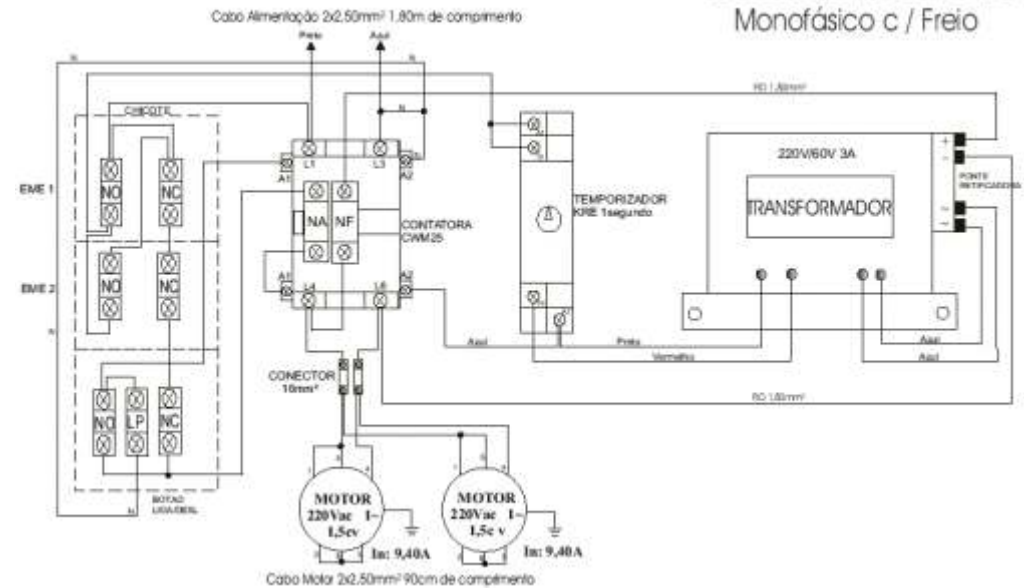 Cabo Alimentação 2x2,50mm² 1,80m de comprimento
Monofásico c / Freio
Preto
Azul
N
N
N
CHICOTE
L1
L3
A1
A2
EME 1
NO
NC
NA
NF
CONTATORA
CWM25
TEMPORIZADOR
KRE 1segundo
220V/60V 3A
TRANSFORMADOR
+
-
~
~
PONTE
RETIFICADORA
EME 2
NO
NC
A1
A2
L4
L6
N
Azul
Preto
Vermelho
Azul
Azul
CONECTOR
10mm²
NO
LP
NC
BOTAO
LIGA/DESL
N
MOTOR
220Vac 1~
1,5cv
In: 9,40A
MOTOR
220Vac 1~
1,5c v
In: 9,40A
Cabo Motor 2x2,50mm² 90cm de comprimento